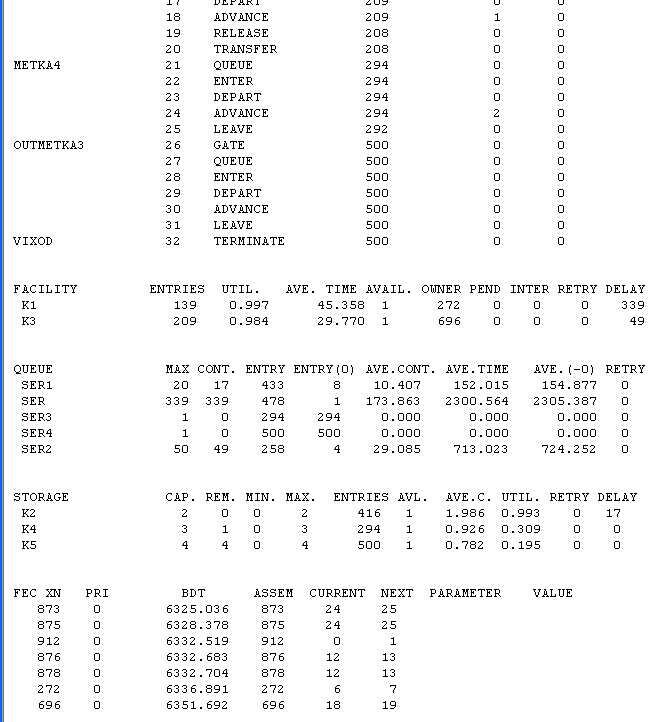 17 DEPART 209 0 0
18 ADVANCE 209 1 0
19 RELEASE 208 0 0
20 TRANSFER 208 0 0
METKA4 21 QUEUE 294 0 0
22 ENTER 294 0 0
23 DEPART 294 0 0
24 ADVANCE 294 2 0
25 LEAVE 292 0 0
OUTMETKA3 26 GATE 500 0 0
27 QUEUE 500 0 0
28 ENTER 500 0 0
29 DEPART 500 0 0
30 ADVANCE 500 0 0
31 LEAVE 500 0 0
VIXOD 32 TERMINATE 500 0 0
FACILITY ENTRIES UTIL. AVE. TIME AVAIL. OWNER PEND INTER RETRY DELAY
K1 139 0.997 45.358 1 272 0 0 0 339
K3 209 0.984 29.770 1 696 0 0 0 49
QUEUE MAX CONT. ENTRY ENTRY(0) AVE.CONT. AVE.TIME AVE.(-0) RETRY
SER1 20 17 433 8 10.407 152.015 154.877 0
SER 339 339 478 1 173.863 2300.564 2305.387 0
SER3 1 0 294 294 0.000 0.000 0.000 0
SER4 1 0 500 500 0.000 0.000 0.000 0
SER2 50 49 258 4 29.085 713.023 724.252 0
STORAGE CAP. REM. MIN. MAX. ENTRIES AVL. AVE.C. UTIL. RETRY DELAY
K2 2 0 0 2 416 1 1.986 0.993 0 17
K4 3 1 0 3 294 1 0.926 0.309 0 0
K5 4 4 0 4 500 1 0.782 0.195 0 0
FEC XN PRI BDT ASSEM CURRENT NEXT PARAMETER VALUE
873 0 6325.036 873 24 25
875 0 6328.378 875 24 25
912 0 6332.519 912 0 1
876 0 6332.683 876 12 13
878 0 6332.704 878 12 13
272 0 6336.891 272 6 7
696 0 6351.692 696 18 19